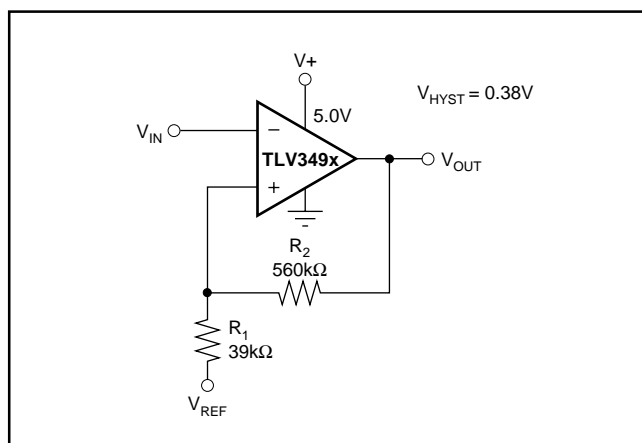 V+
V_HYST = 0.38V
5.0V
V_IN
−
TLV349x
V_OUT
+
R_2
560kΩ
R_1
39kΩ
V_REF